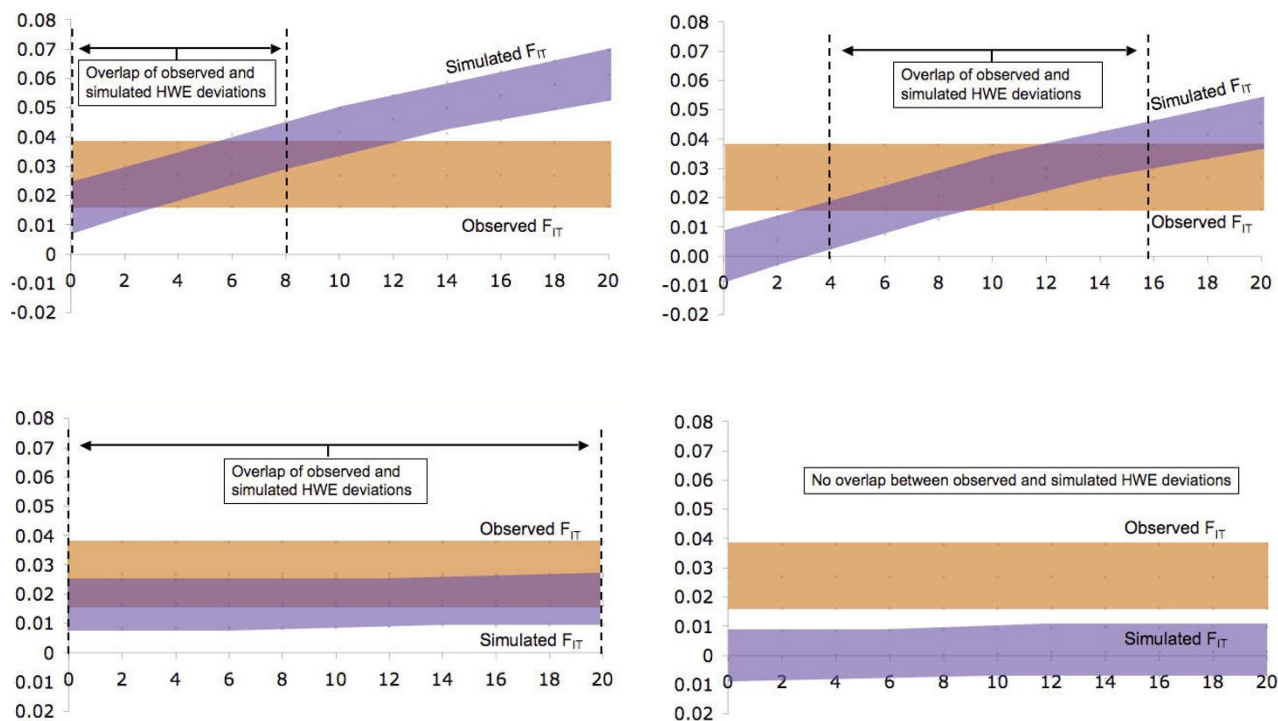 0.08
0.07
0.06
0.05
0.04
0.03
0.02
0.01
0
-0.01
-0.02
Overlap of observed and
simulated HWE deviations
Simulated FIT
Observed FIT
0 2 4 6 8 10 12 14 16 18 20
0.08
0.07
0.06
0.05
0.04
0.03
0.02
0.01
0.00
-0.01
-0.02
Overlap of observed and
simulated HWE deviations
Simulated FIT
Observed FIT
0 2 4 6 8 10 12 14 16 18 20
0.08
0.07
0.06
0.05
0.04
0.03
0.02
0.01
0
0.01
0.02
Overlap of observed and
simulated HWE deviations
Observed FIT
Simulated FIT
0 2 4 6 8 10 12 14 16 18 20
0.08
0.07
0.06
0.05
0.04
0.03
0.02
0.01
0
0.01
0.02
No overlap between observed and simulated HWE deviations
Observed FIT
Simulated FIT
0 2 4 6 8 10 12 14 16 18 20